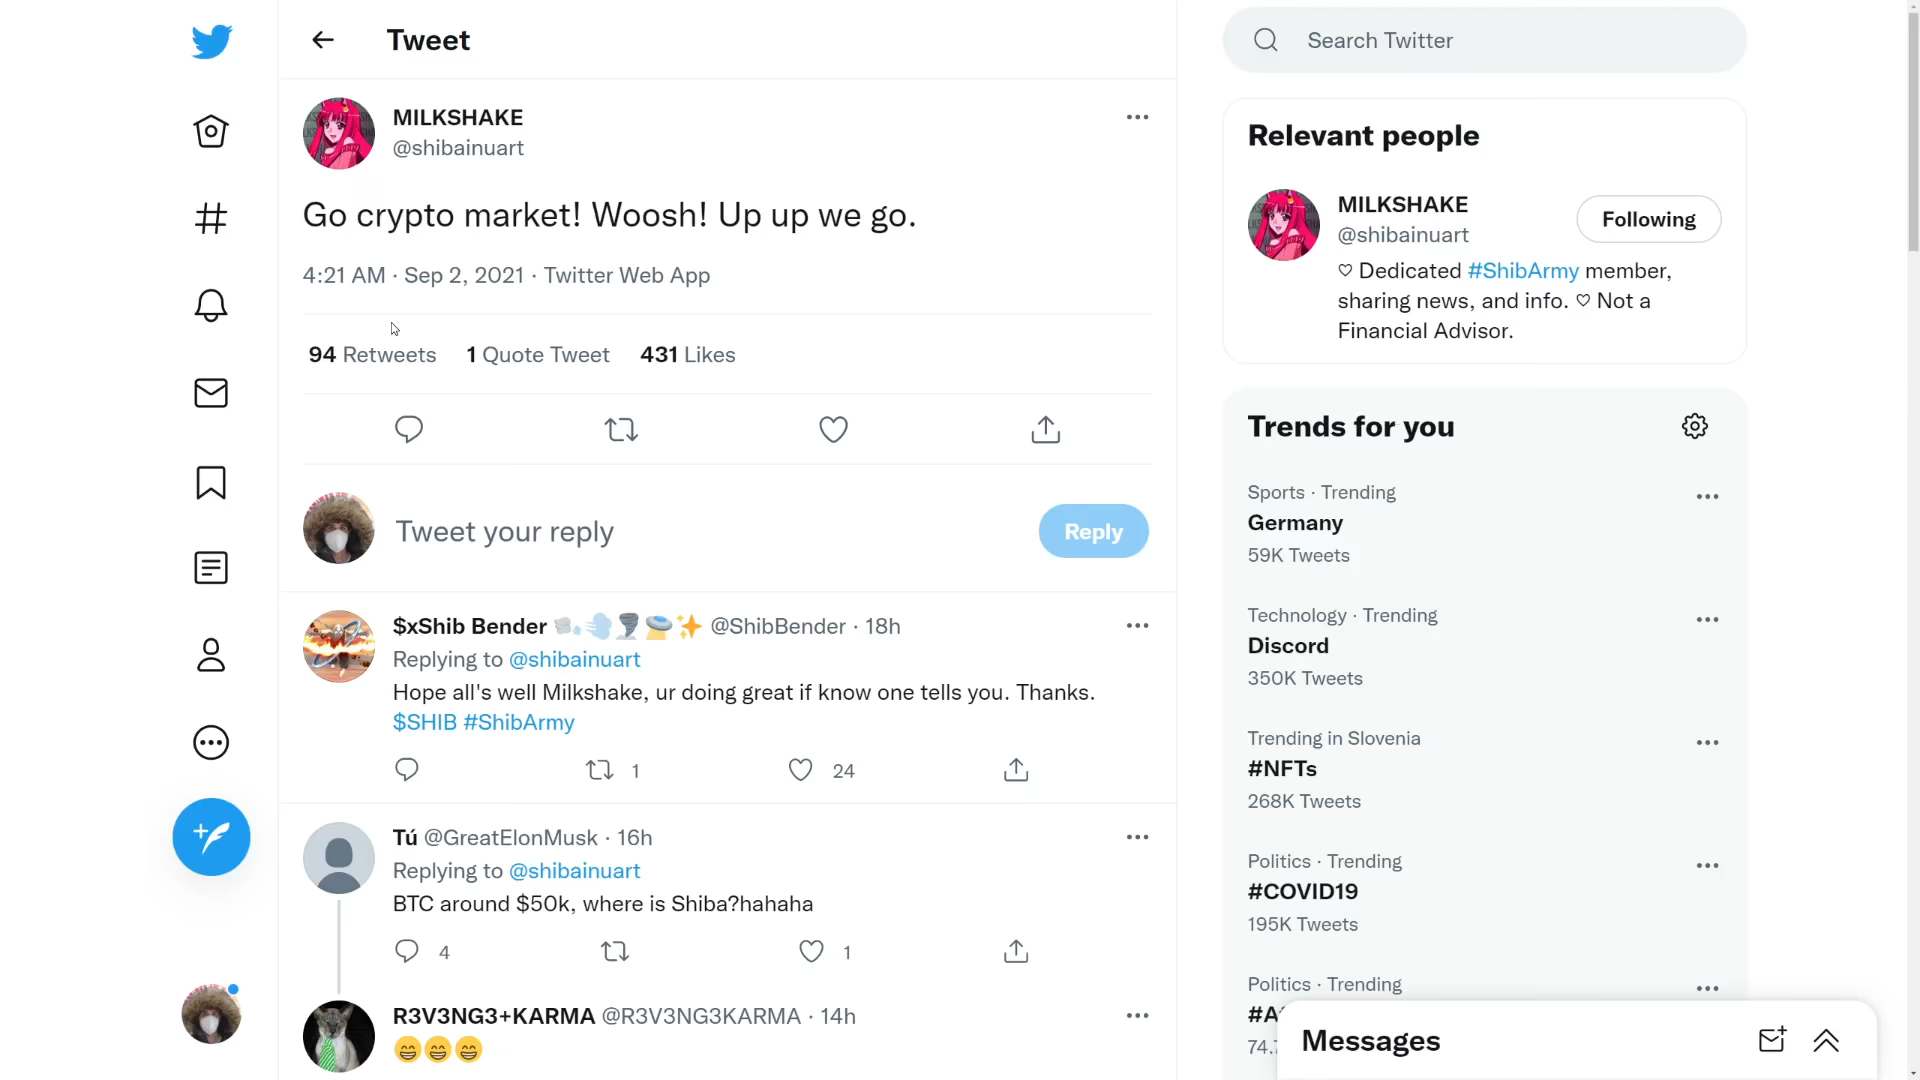 Tweet
MILKSHAKE
@shibainuart
Go crypto market! Woosh! Up up we go.
4:21 AM · Sep 2, 2021 · Twitter Web App
94 Retweets 1 Quote Tweet 431 Likes
Tweet your reply
Reply
$xShib Bender @ShibBender · 18h
Replying to @shibainuart
Hope all's well Milkshake, ur doing great if know one tells you. Thanks.
$SHIB #ShibArmy
1 24
Tú @GreatElonMusk · 16h
Replying to @shibainuart
BTC around $50k, where is Shiba?hahaha
4 1
R3V3NG3+KARMA @R3V3NG3KARMA · 14h
😁😁😁
Search Twitter
Relevant people
MILKSHAKE
@shibainuart
Following
♡ Dedicated #ShibArmy member,
sharing news, and info. ♡ Not a
Financial Advisor.
Trends for you
Sports · Trending
Germany
59K Tweets
Technology · Trending
Discord
350K Tweets
Trending in Slovenia
#NFTs
268K Tweets
Politics · Trending
#COVID19
195K Tweets
Politics · Trending
Messages